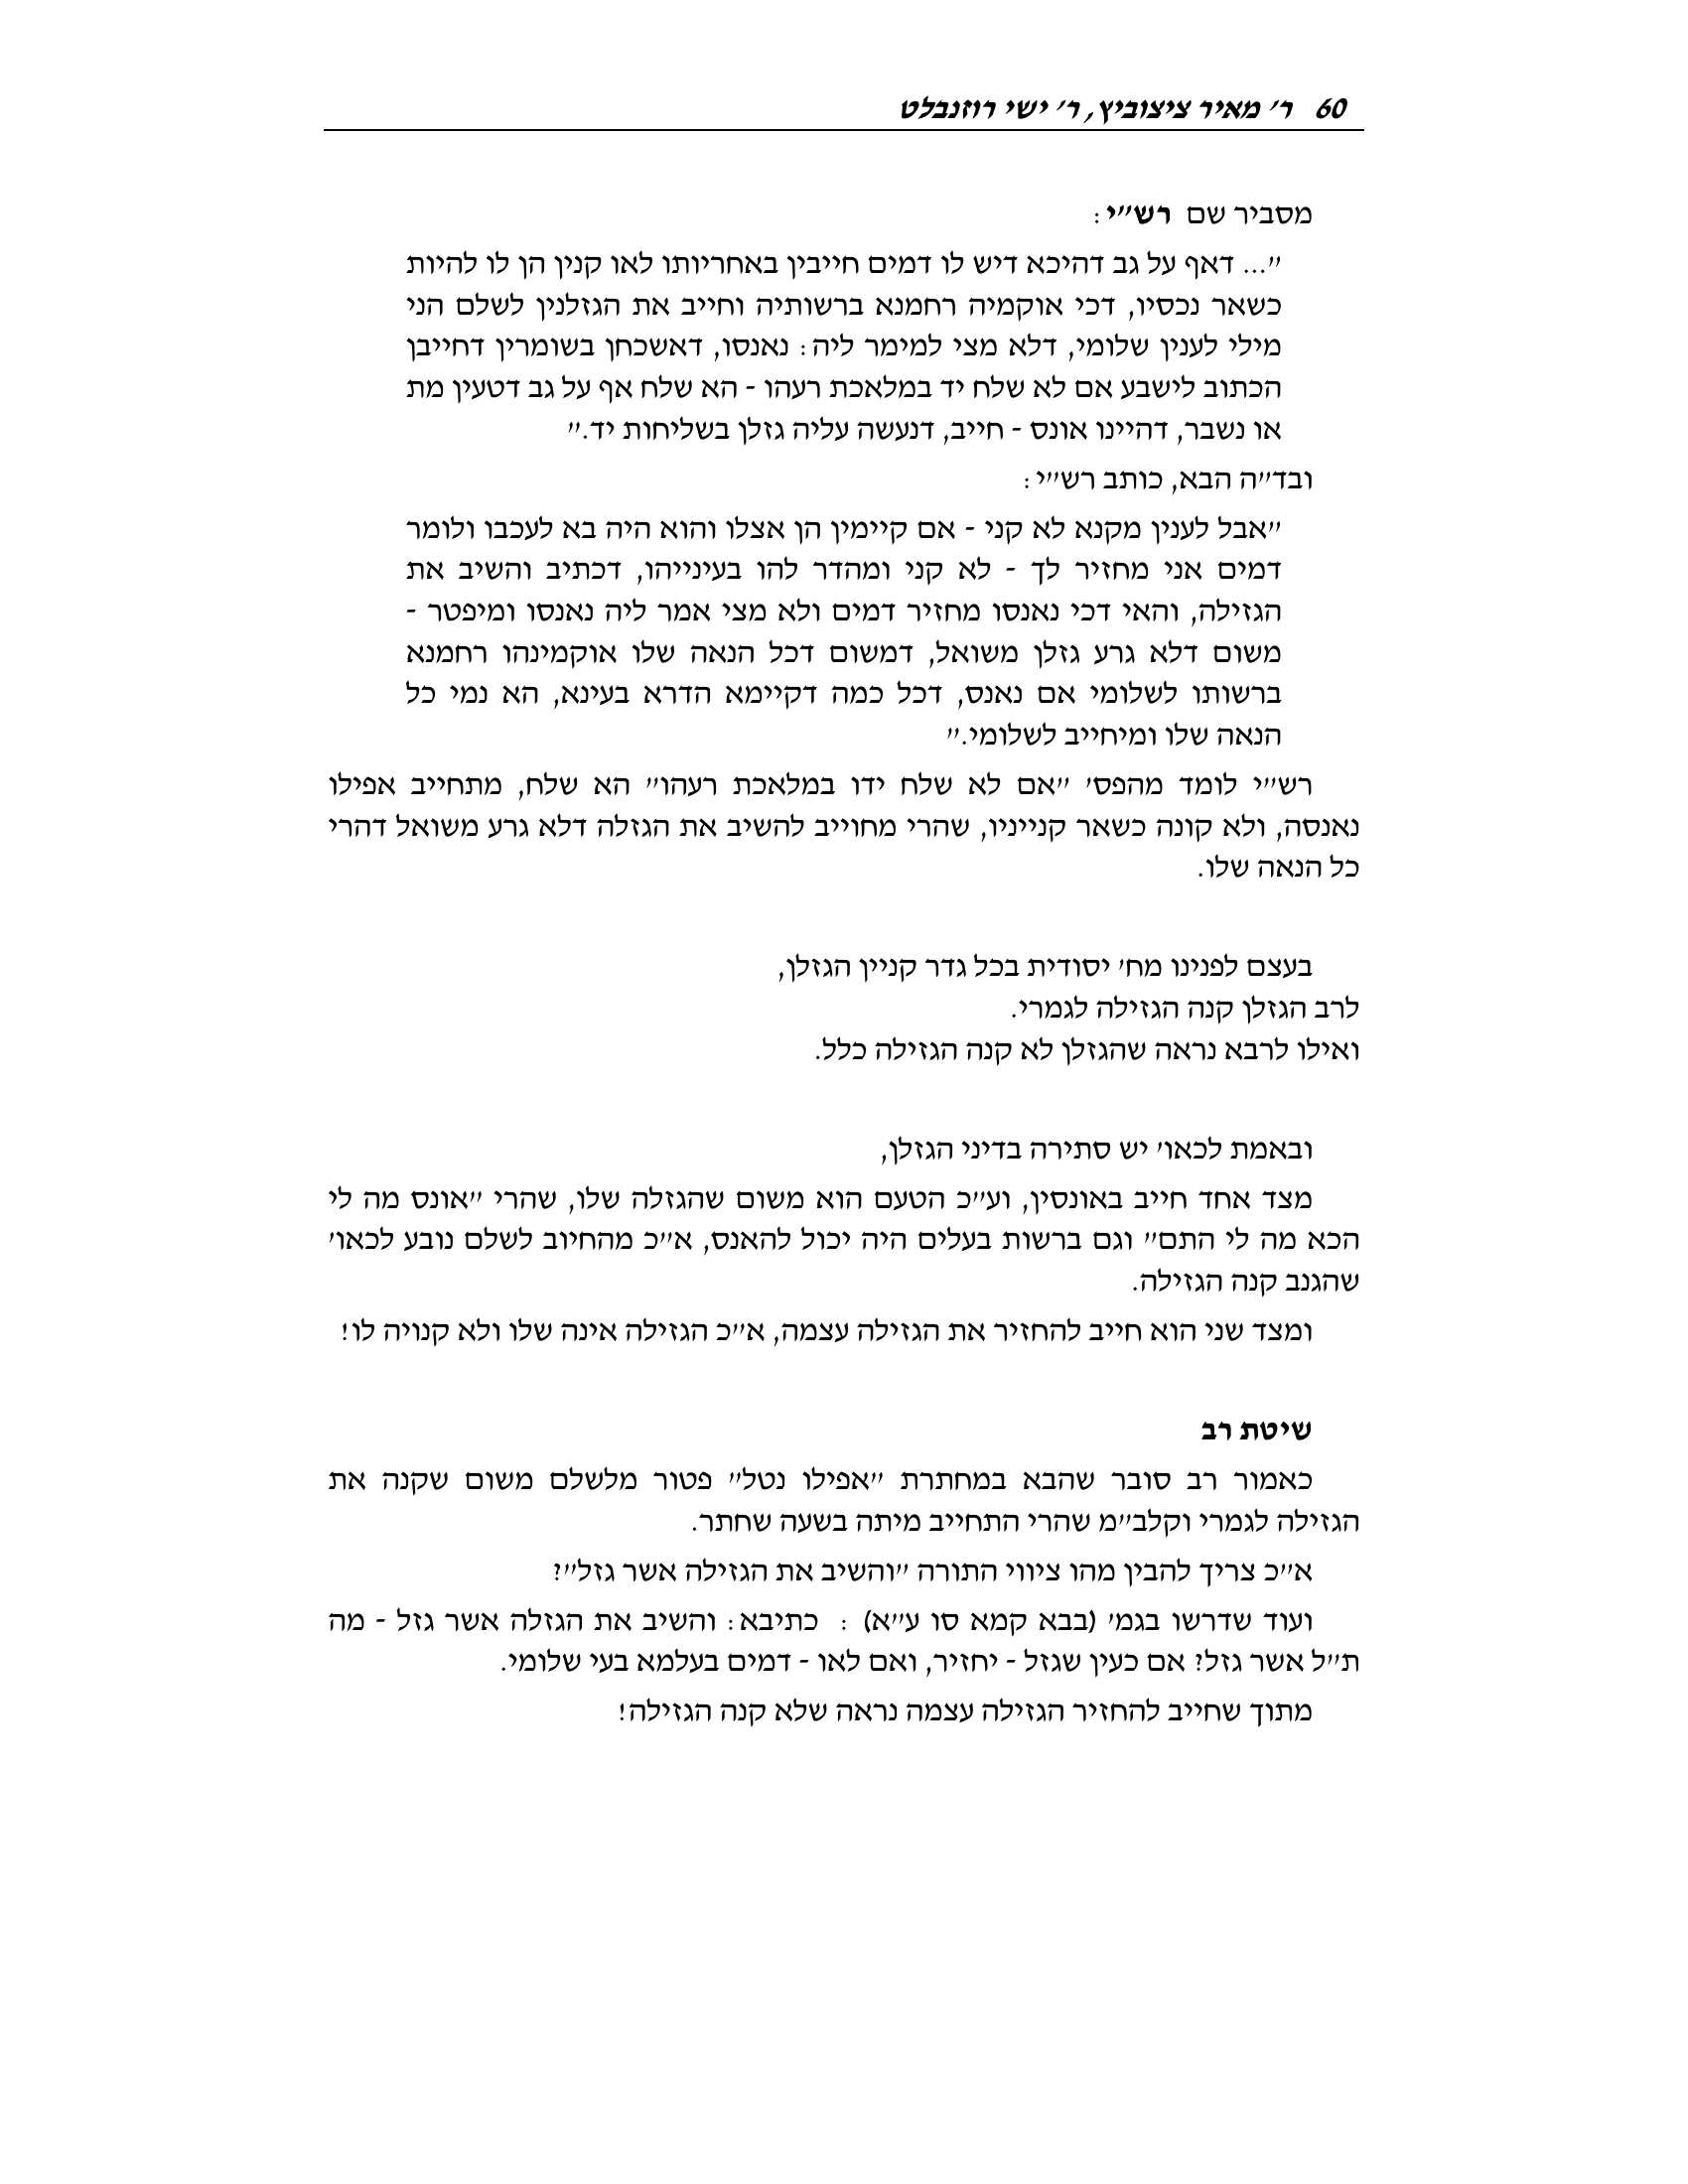 60 ר' מאיר ציצוביץ, ר' ישי רוזנבלט
מסביר שם רש"י:
"... דאף על גב דהיכא דיש לו דמים חייבין באחריותו לאו קנין הן לו להיות
כשאר נכסיו, דכי אוקמיה רחמנא ברשותיה וחייב את הגזלנין לשלם הני
מילי לענין שלומי, דלא מצי למימר ליה: נאנסו, דאשכחן בשומרין דחייבן
הכתוב לישבע אם לא שלח יד במלאכת רעהו - הא שלח אף על גב דטעין מת
או נשבר, דהיינו אונס - חייב, דנעשה עליה גזלן בשליחות יד."
ובד"ה הבא, כותב רש"י:
"אבל לענין מקנא לא קני - אם קיימין הן אצלו והוא היה בא לעכבו ולומר
דמים אני מחזיר לך - לא קני ומהדר להו בעינייהו, דכתיב והשיב את
הגזילה, והאי דכי נאנסו מחזיר דמים ולא מצי אמר ליה נאנסו ומיפטר -
משום דלא גרע גזלן משואל, דמשום דכל הנאה שלו אוקמינהו רחמנא
ברשותו לשלומי אם נאנס, דכל כמה דקיימא הדרא בעינא, הא נמי כל
הנאה שלו ומיחייב לשלומי."
רש"י לומד מהפס' "אם לא שלח ידו במלאכת רעהו" הא שלח, מתחייב אפילו
נאנסה, ולא קונה כשאר קנייניו, שהרי מחוייב להשיב את הגזלה דלא גרע משואל דהרי
כל הנאה שלו.
בעצם לפנינו מח' יסודית בכל גדר קניין הגזלן,
לרב הגזלן קנה הגזילה לגמרי.
ואילו לרבא נראה שהגזלן לא קנה הגזילה כלל.
ובאמת לכאו' יש סתירה בדיני הגזלן,
מצד אחד חייב באונסין, וע"כ הטעם הוא משום שהגזלה שלו, שהרי "אונס מה לי
הכא מה לי התם" וגם ברשות בעלים היה יכול להאנס, א"כ מהחיוב לשלם נובע לכאו'
שהגנב קנה הגזילה.
ומצד שני הוא חייב להחזיר את הגזילה עצמה, א"כ הגזילה אינה שלו ולא קנויה לו!
שיטת רב
כאמור רב סובר שהבא במחתרת "אפילו נטל" פטור מלשלם משום שקנה את
הגזילה לגמרי וקלב"מ שהרי התחייב מיתה בשעה שחתר.
א"כ צריך להבין מהו ציווי התורה "והשיב את הגזילה אשר גזל"?
ועוד שדרשו בגמ' (בבא קמא סו ע"א) : כתיבא: והשיב את הגזלה אשר גזל - מה
ת"ל אשר גזל? אם כעין שגזל - יחזיר, ואם לאו - דמים בעלמא בעי שלומי.
מתוך שחייב להחזיר הגזילה עצמה נראה שלא קנה הגזילה!